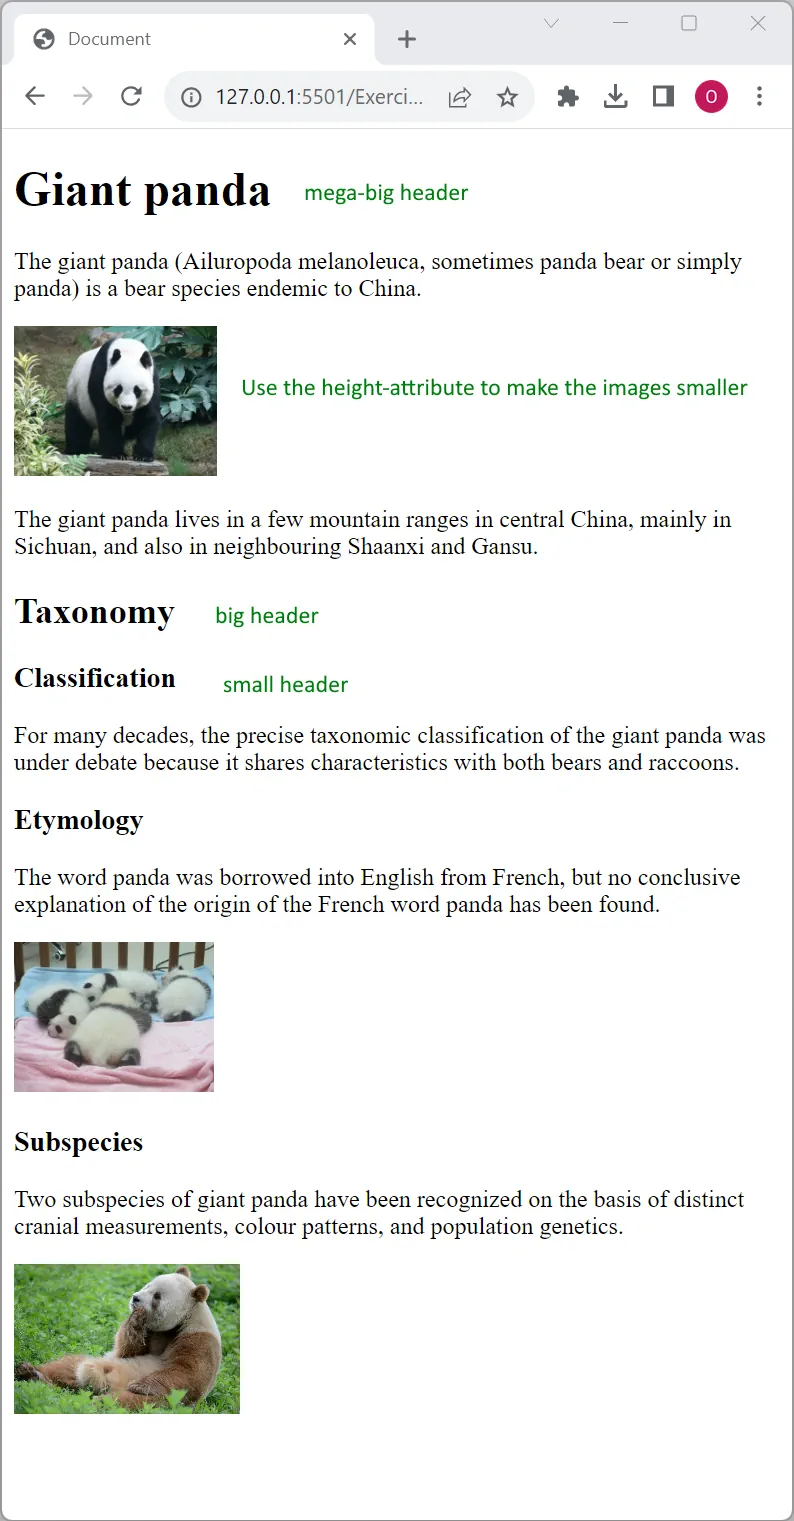 Document
127.0.0.1:5501/Exerci...
O
Giant panda mega-big header
The giant panda (Ailuropoda melanoleuca, sometimes panda bear or simply
panda) is a bear species endemic to China.
Use the height-attribute to make the images smaller
The giant panda lives in a few mountain ranges in central China, mainly in
Sichuan, and also in neighbouring Shaanxi and Gansu.
Taxonomy big header
Classification small header
For many decades, the precise taxonomic classification of the giant panda was
under debate because it shares characteristics with both bears and raccoons.
Etymology
The word panda was borrowed into English from French, but no conclusive
explanation of the origin of the French word panda has been found.
Subspecies
Two subspecies of giant panda have been recognized on the basis of distinct
cranial measurements, colour patterns, and population genetics.